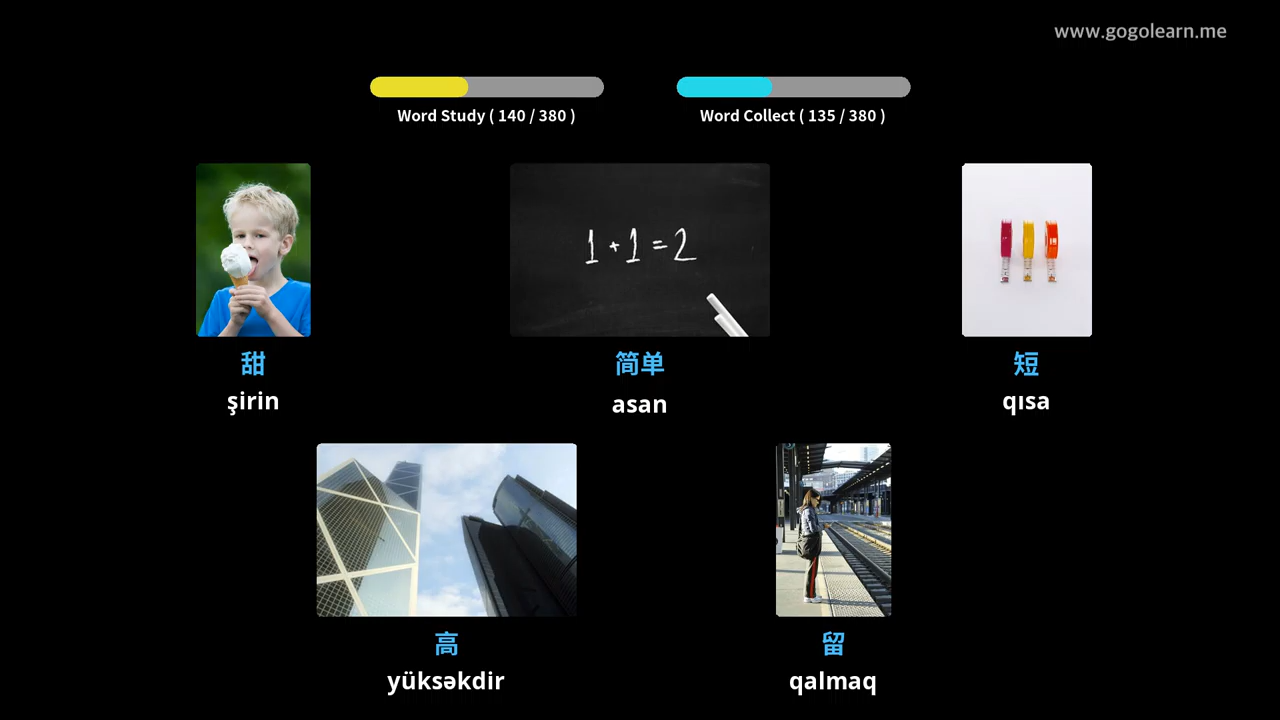 www.gogolearn.me
Word Study ( 140 / 380 )
Word Collect ( 135 / 380 )
1 + 1 = 2
甜
şirin
简单
asan
短
qısa
高
yüksəkdir
留
qalmaq